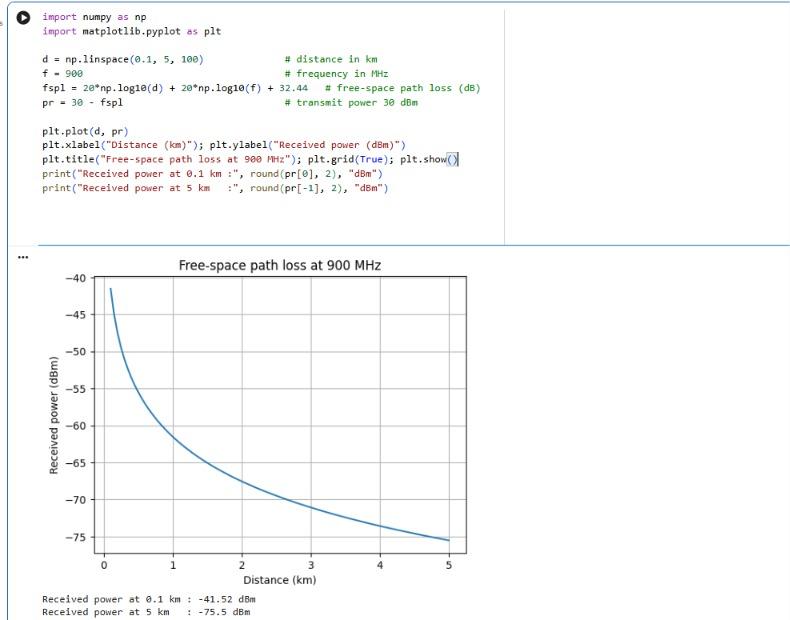 import numpy as np
import matplotlib.pyplot as plt
d = np.linspace(0.1, 5, 100) # distance in km
f = 900 # frequency in MHz
fspl = 20*np.log10(d) + 20*np.log10(f) + 32.44 # free-space path loss (dB)
pr = 30 - fspl # transmit power 30 dBm
plt.plot(d, pr)
plt.xlabel("Distance (km)"); plt.ylabel("Received power (dBm)")
plt.title("Free-space path loss at 900 MHz"); plt.grid(True); plt.show()
print("Received power at 0.1 km :", round(pr[0], 2), "dBm")
print("Received power at 5 km   :", round(pr[-1], 2), "dBm")
Free-space path loss at 900 MHz
Received power (dBm)
−40
−45
−50
−55
−60
−65
−70
−75
0 1 2 3 4 5
Distance (km)
Received power at 0.1 km : -41.52 dBm
Received power at 5 km   : -75.5 dBm